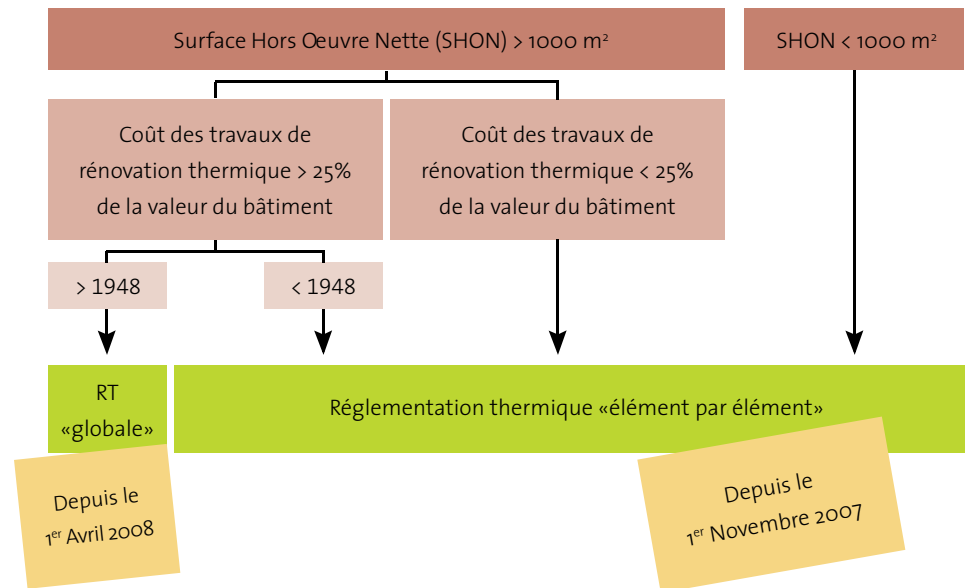 Surface Hors Oeuvre Nette (SHON) > 1000 m²
SHON < 1000 m²
Coût des travaux de
rénovation thermique > 25%
de la valeur du bâtiment
Coût des travaux de
rénovation thermique < 25%
de la valeur du bâtiment
> 1948
< 1948
RT
«globale»
Réglementation thermique «élément par élément»
Depuis le
1er Avril 2008
Depuis le
1er Novembre 2007